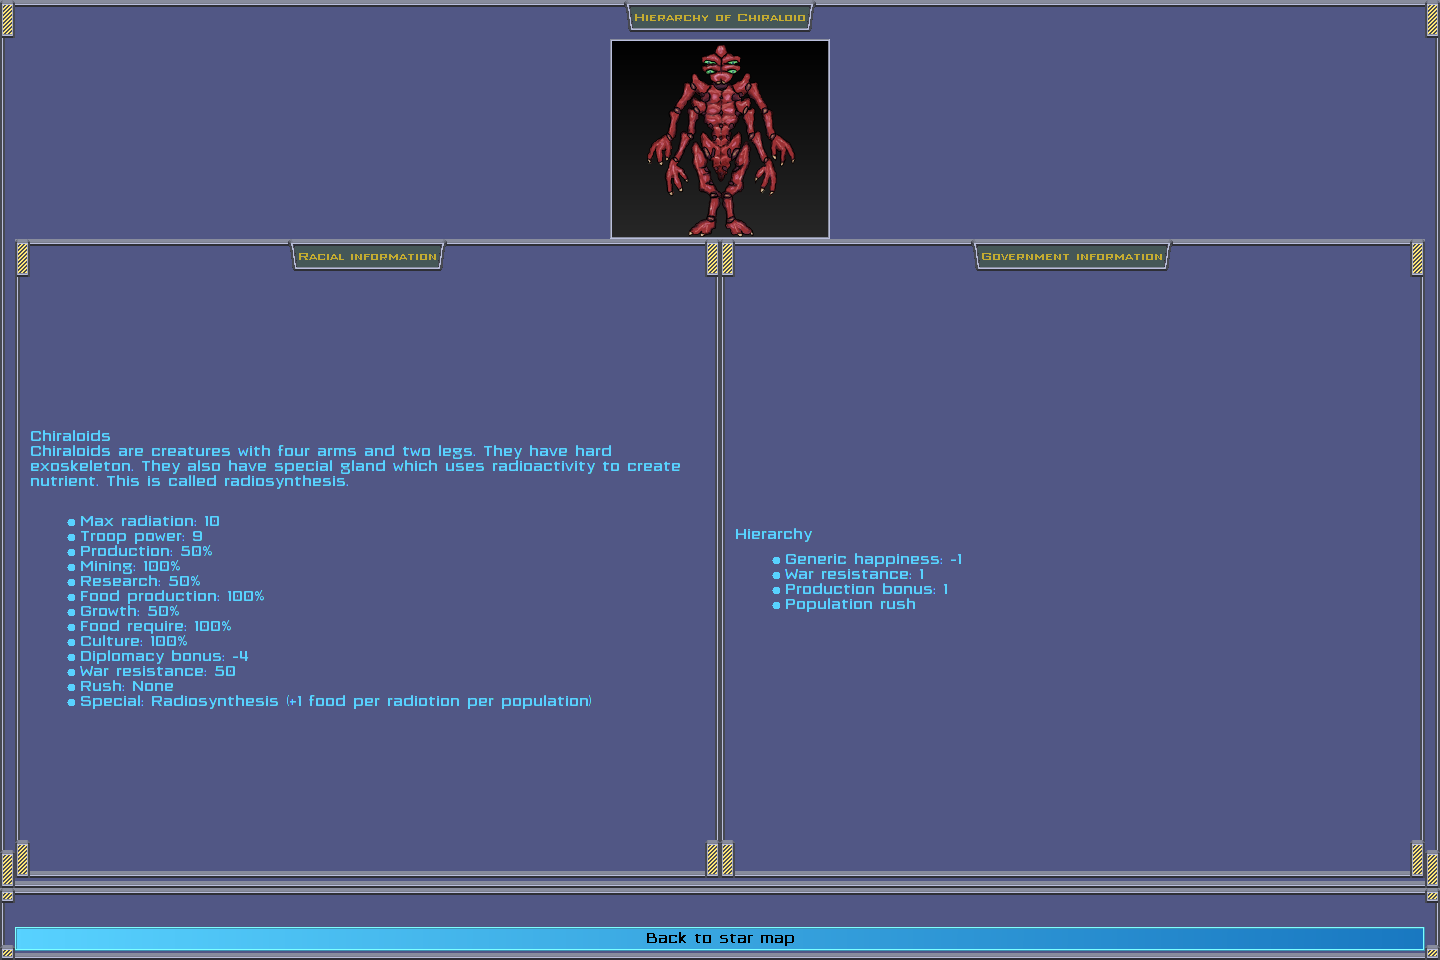 Hierarchy of Chiraloid
Racial information
Chiraloids
Chiraloids are creatures with four arms and two legs. They have hard
exoskeleton. They also have special gland which uses radioactivity to create
nutrient. This is called radiosynthesis.
● Max radiation: 10
● Troop power: 9
● Production: 50%
● Mining: 100%
● Research: 50%
● Food production: 100%
● Growth: 50%
● Food require: 100%
● Culture: 100%
● Diplomacy bonus: -4
● War resistance: 50
● Rush: None
● Special: Radiosynthesis (+1 food per radiotion per population)
Government information
Hierarchy
● Generic happiness: -1
● War resistance: 1
● Production bonus: 1
● Population rush
Back to star map